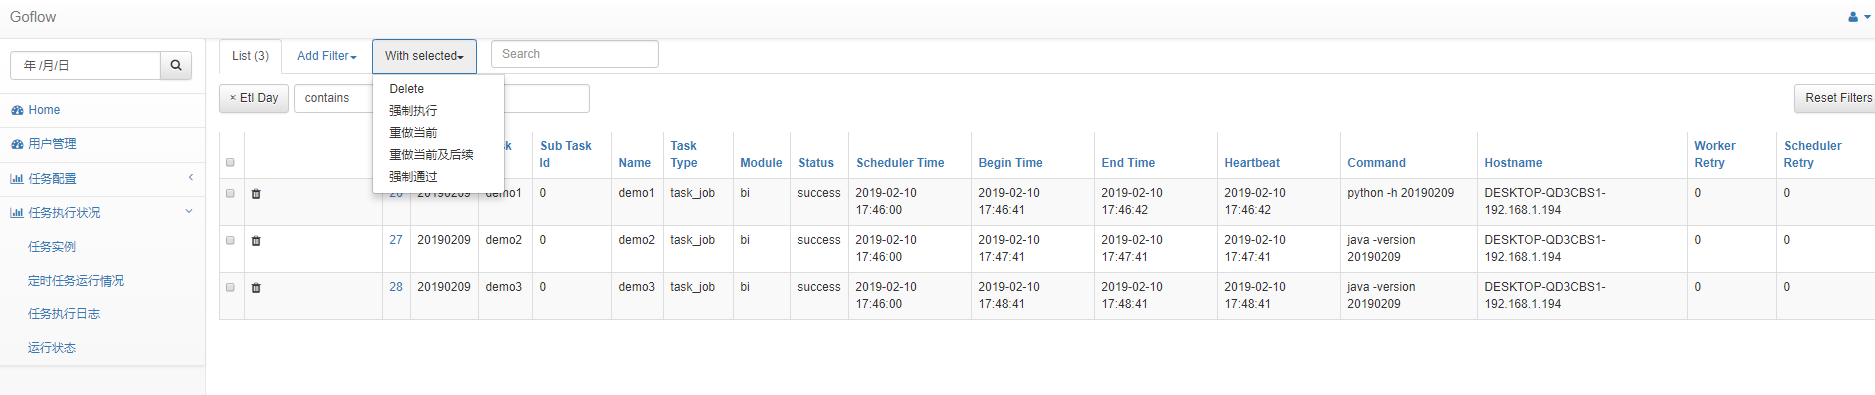 Goflow
年 /月/日
Home
用户管理
任务配置
任务执行状况
任务实例
定时任务运行情况
任务执行日志
运行状态
List (3) Add Filter With selected Search
Delete
强制执行
重做当前
重做当前及后续
强制通过
× Etl Day contains Reset Filters
Sub Task Id Name Task Type Module Status Scheduler Time Begin Time End Time Heartbeat Command Hostname Worker Retry Scheduler Retry
20190209 demo1 0 demo1 task_job bi success 2019-02-10 17:46:00 2019-02-10 17:46:41 2019-02-10 17:46:42 2019-02-10 17:46:42 python -h 20190209 DESKTOP-QD3CBS1-192.168.1.194 0 0
27 20190209 demo2 0 demo2 task_job bi success 2019-02-10 17:46:00 2019-02-10 17:47:41 2019-02-10 17:47:41 2019-02-10 17:47:41 java -version 20190209 DESKTOP-QD3CBS1-192.168.1.194 0 0
28 20190209 demo3 0 demo3 task_job bi success 2019-02-10 17:46:00 2019-02-10 17:48:41 2019-02-10 17:48:41 2019-02-10 17:48:41 java -version 20190209 DESKTOP-QD3CBS1-192.168.1.194 0 0